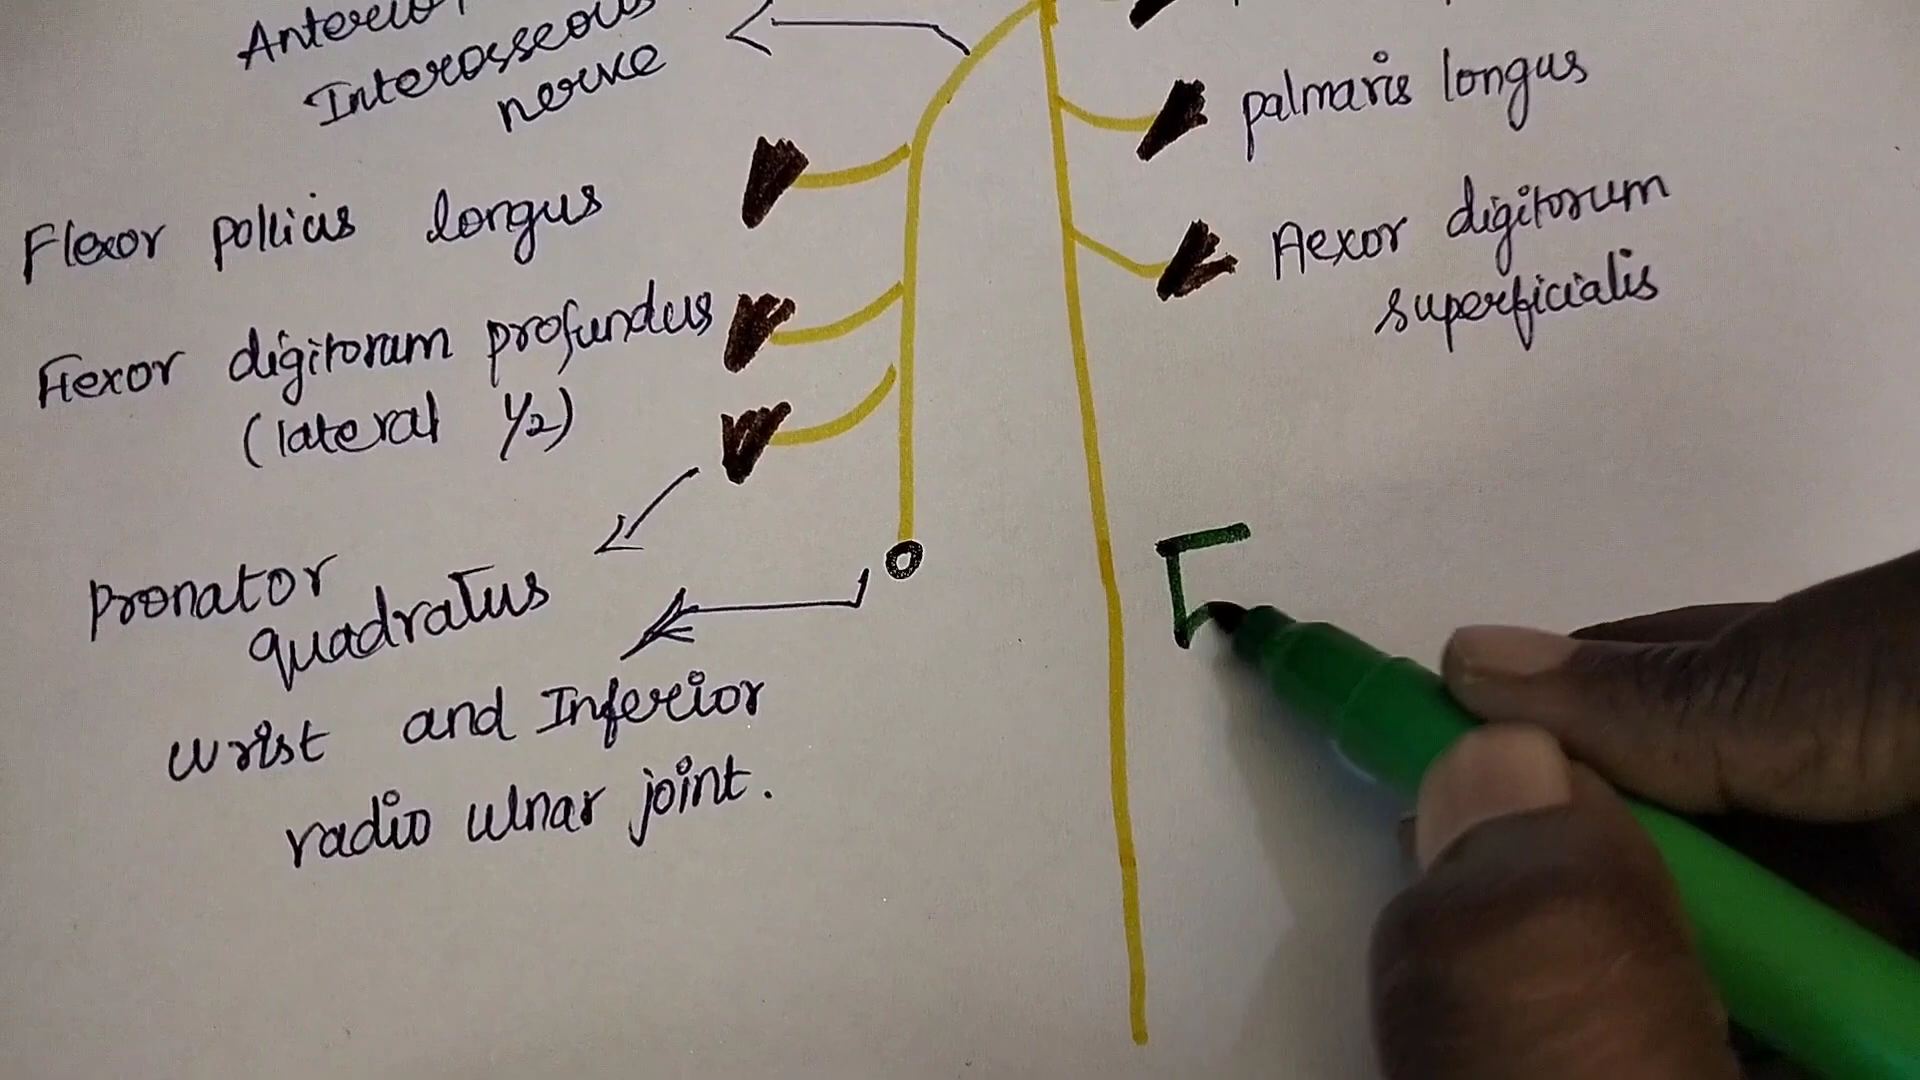 Anterior
Interosseous
nerve
palmaris longus
Flexor pollicis longus
Flexor digitorum
superficialis
Flexor digitorum profundus
(lateral 1/2)
Pronator
quadratus
wrist and Inferior
radio ulnar joint.